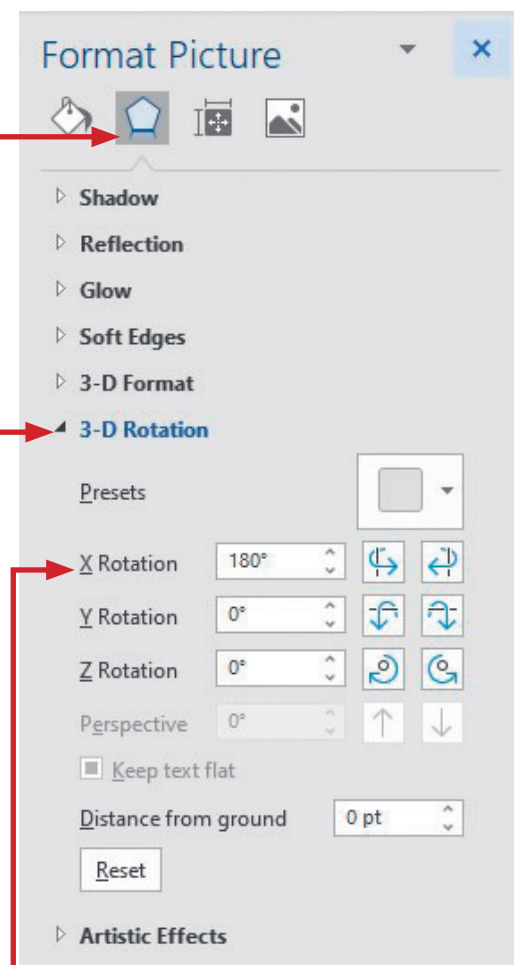 Format Picture
Shadow
Reflection
Glow
Soft Edges
3-D Format
3-D Rotation
Presets
X Rotation 180°
Y Rotation 0°
Z Rotation 0°
Perspective 0°
Keep text flat
Distance from ground 0 pt
Reset
Artistic Effects